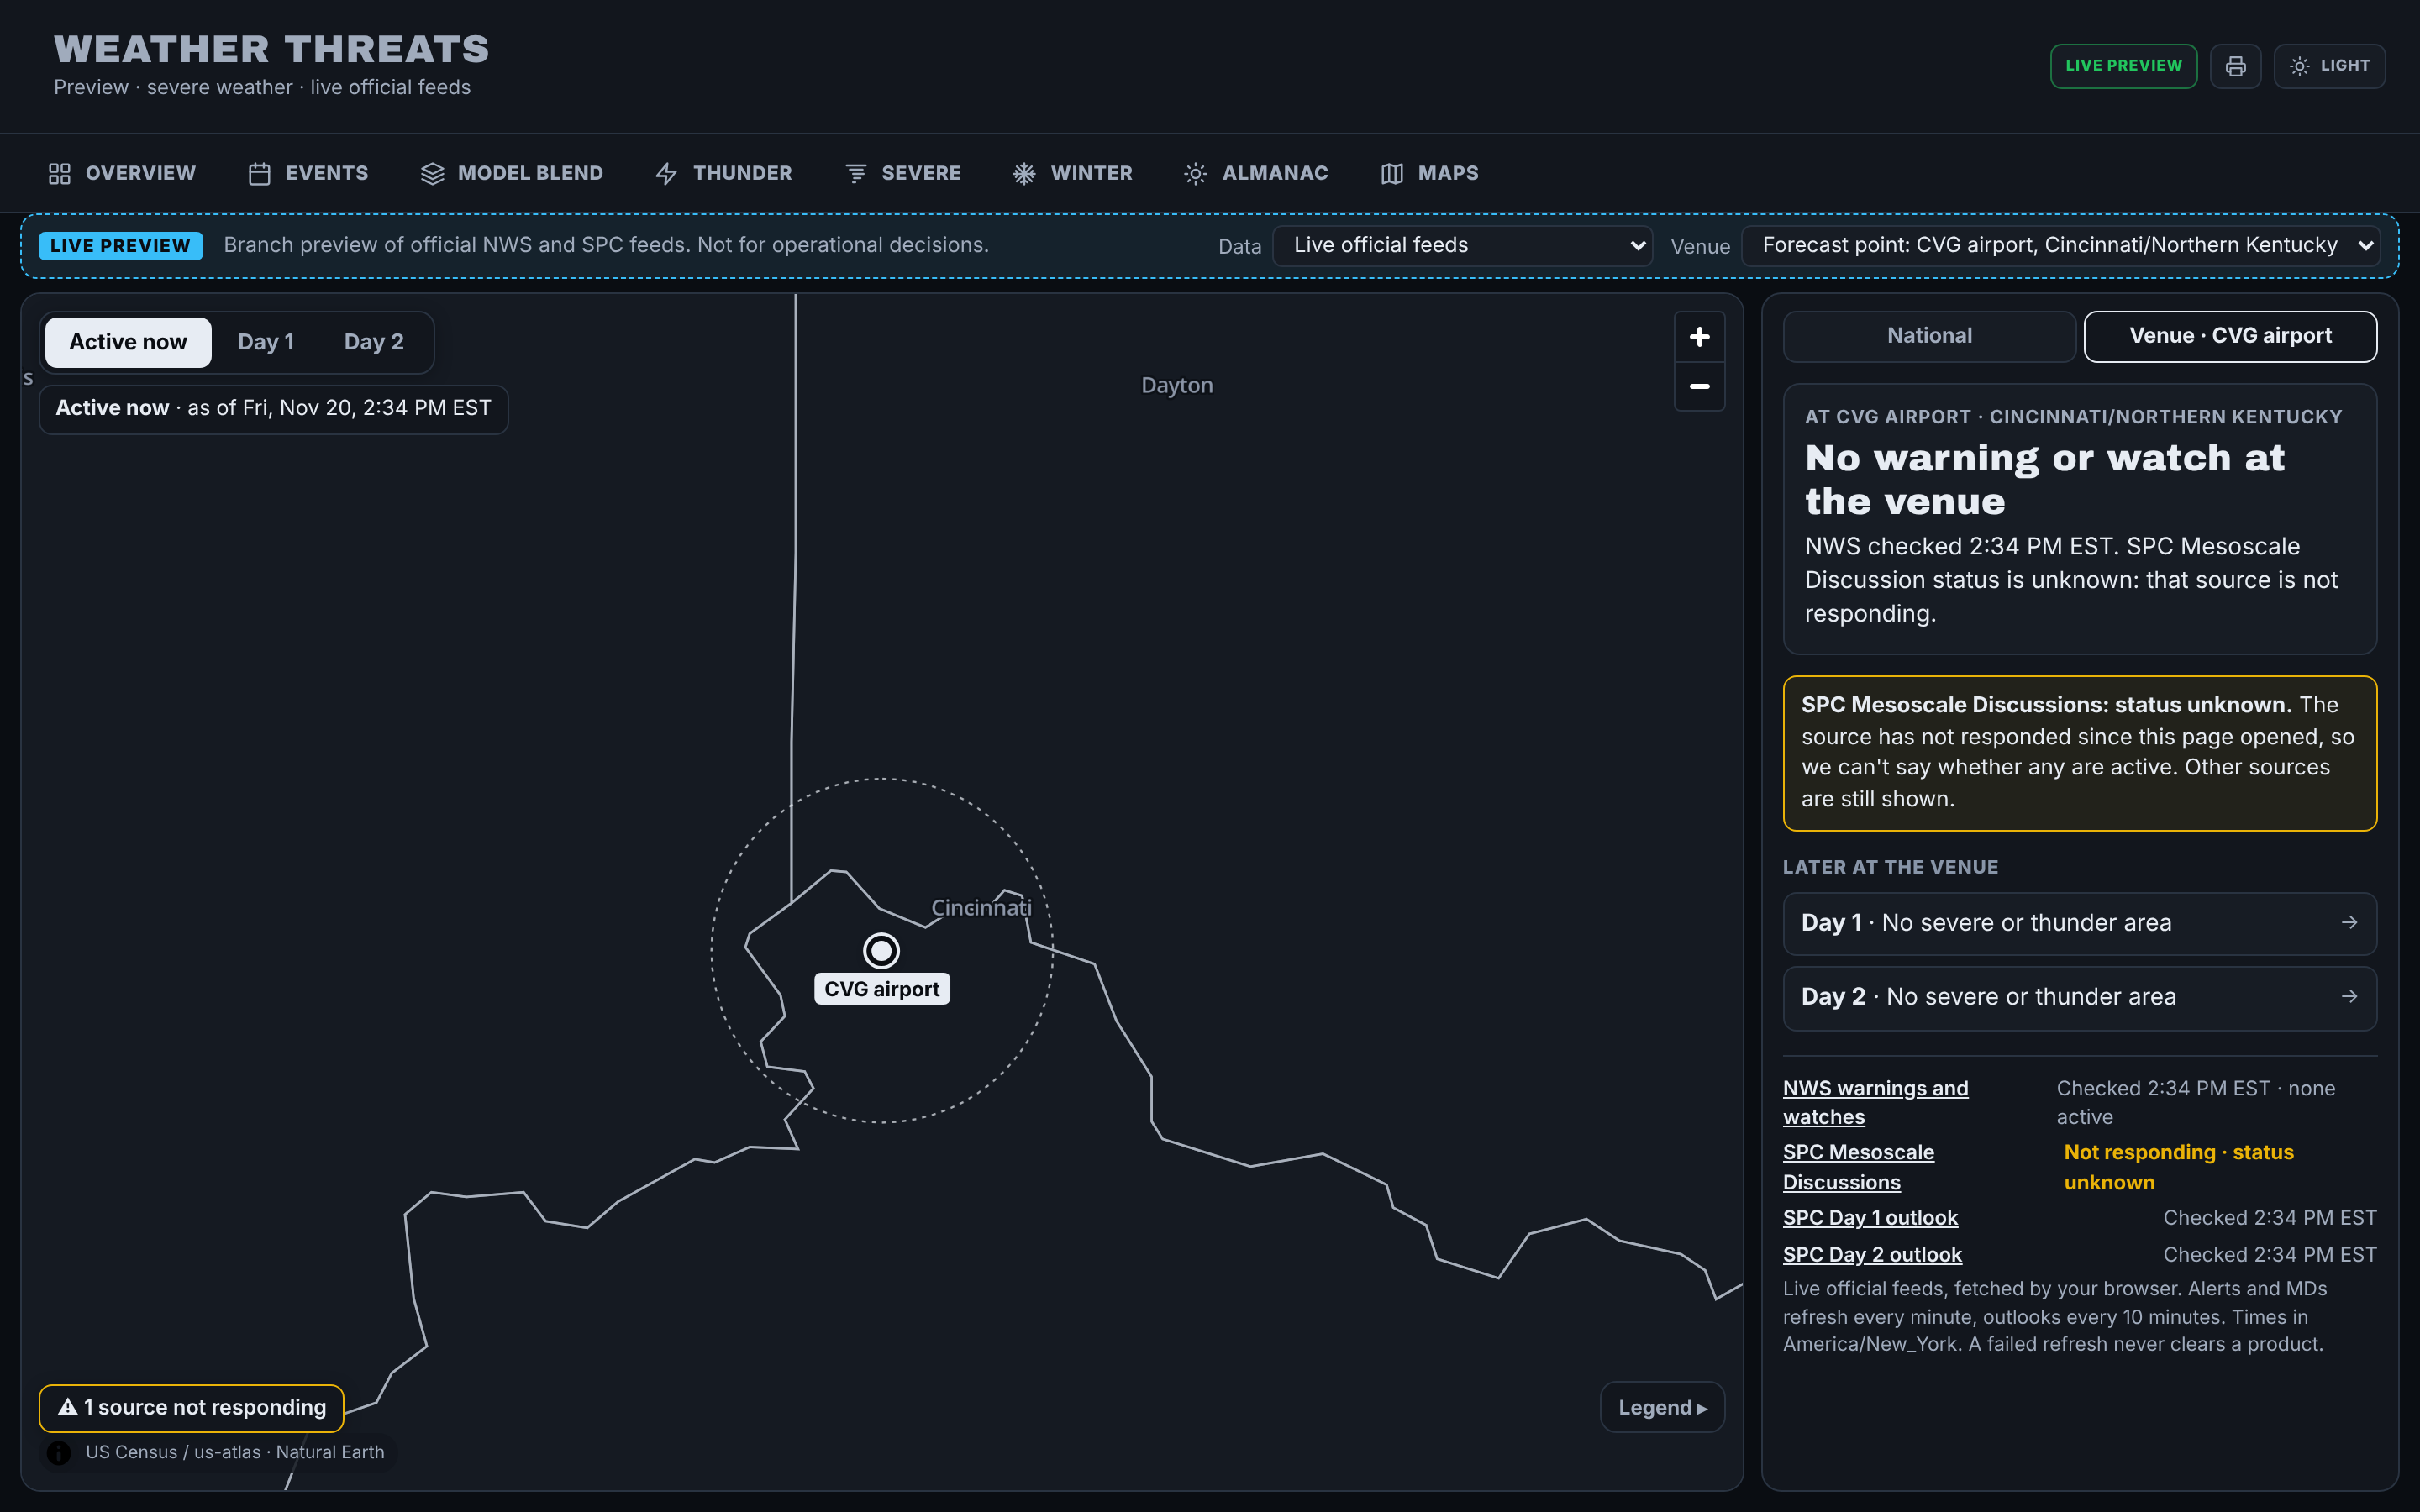 WEATHER THREATS
Preview · severe weather · live official feeds
LIVE PREVIEW
LIGHT
OVERVIEW
EVENTS
MODEL BLEND
THUNDER
SEVERE
WINTER
ALMANAC
MAPS
LIVE PREVIEW
Branch preview of official NWS and SPC feeds. Not for operational decisions.
Data
Live official feeds
Venue
Forecast point: CVG airport, Cincinnati/Northern Kentucky
Active now
Day 1
Day 2
s
Active now · as of Fri, Nov 20, 2:34 PM EST
+
−
Dayton
Cincinnati
CVG airport
⚠ 1 source not responding
US Census / us-atlas · Natural Earth
Legend ▸
National
Venue · CVG airport
AT CVG AIRPORT · CINCINNATI/NORTHERN KENTUCKY
No warning or watch at
the venue
NWS checked 2:34 PM EST. SPC Mesoscale
Discussion status is unknown: that source is not
responding.
SPC Mesoscale Discussions: status unknown. The
source has not responded since this page opened, so
we can't say whether any are active. Other sources
are still shown.
LATER AT THE VENUE
Day 1 · No severe or thunder area →
Day 2 · No severe or thunder area →
NWS warnings and
watches
Checked 2:34 PM EST · none
active
SPC Mesoscale
Discussions
Not responding · status
unknown
SPC Day 1 outlook
Checked 2:34 PM EST
SPC Day 2 outlook
Checked 2:34 PM EST
Live official feeds, fetched by your browser. Alerts and MDs
refresh every minute, outlooks every 10 minutes. Times in
America/New_York. A failed refresh never clears a product.